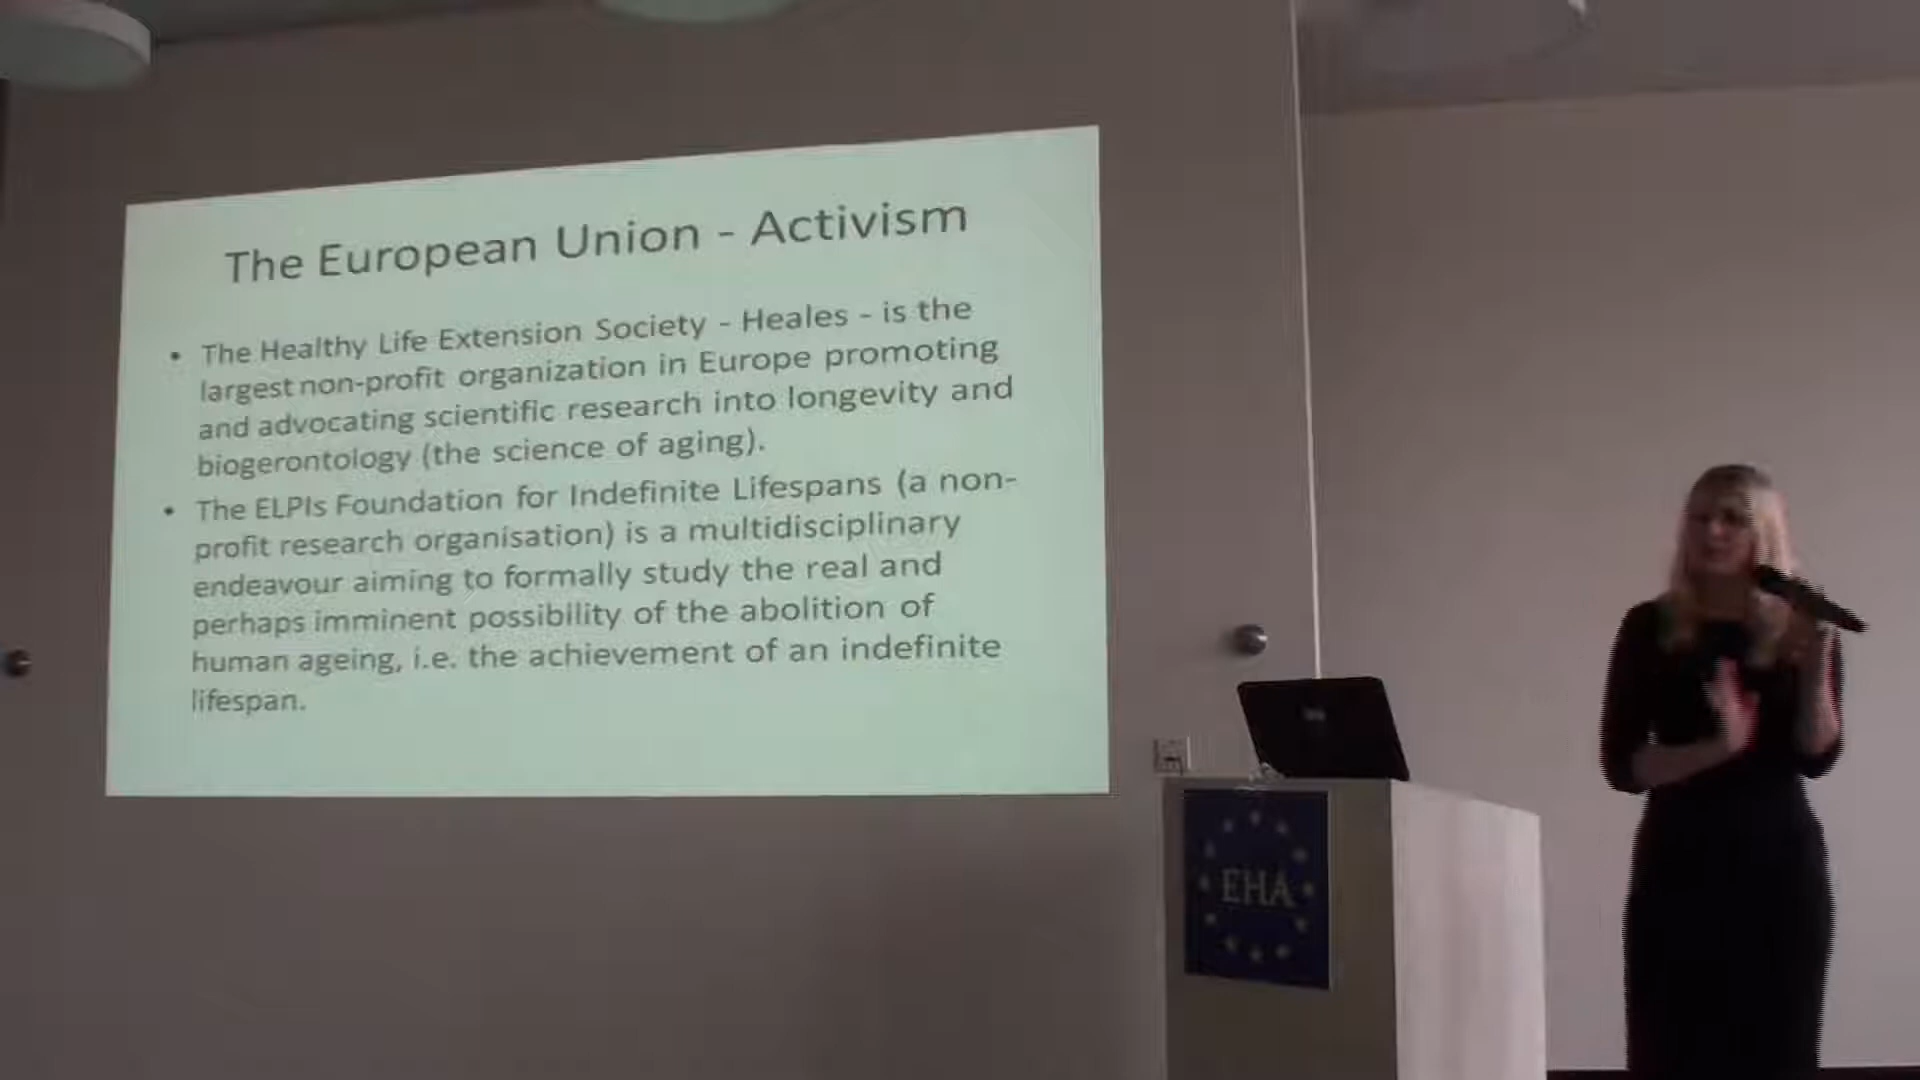 The European Union - Activism
• The Healthy Life Extension Society - Heales - is the
largest non-profit organization in Europe promoting
and advocating scientific research into longevity and
biogerontology (the science of aging).
• The ELPIs Foundation for Indefinite Lifespans (a non-
profit research organisation) is a multidisciplinary
endeavour aiming to formally study the real and
perhaps imminent possibility of the abolition of
human ageing, i.e. the achievement of an indefinite
lifespan.
EHA